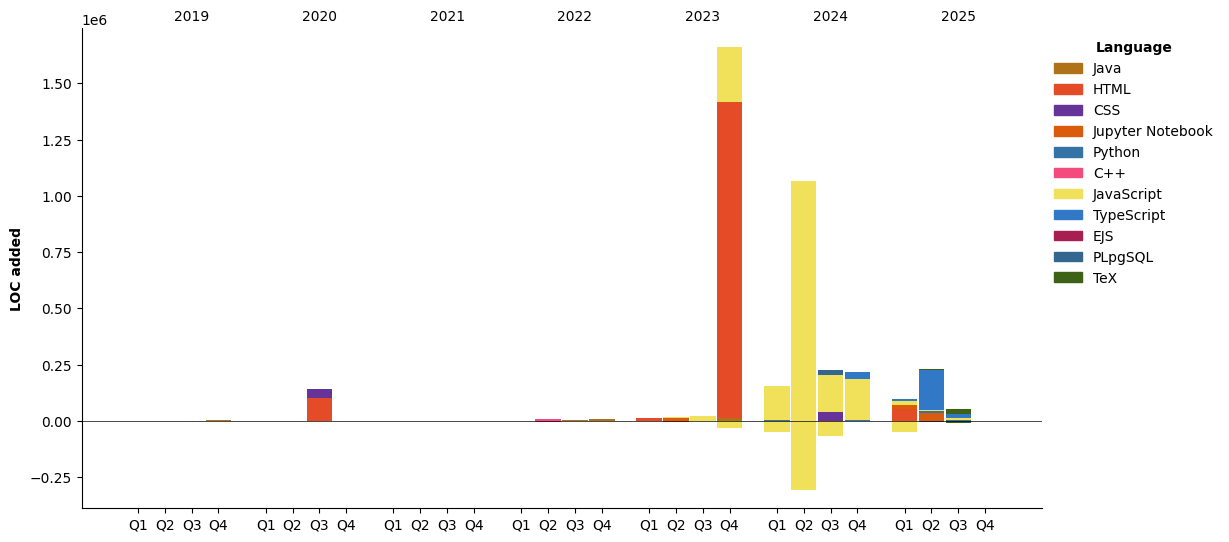 2019 2020 2021 2022 2023 2024 2025
1e6
Language
Java
HTML
CSS
Jupyter Notebook
Python
C++
JavaScript
TypeScript
EJS
PLpgSQL
TeX
LOC added
1.50
1.25
1.00
0.75
0.50
0.25
0.00
−0.25
Q1 Q2 Q3 Q4 Q1 Q2 Q3 Q4 Q1 Q2 Q3 Q4 Q1 Q2 Q3 Q4 Q1 Q2 Q3 Q4 Q1 Q2 Q3 Q4 Q1 Q2 Q3 Q4